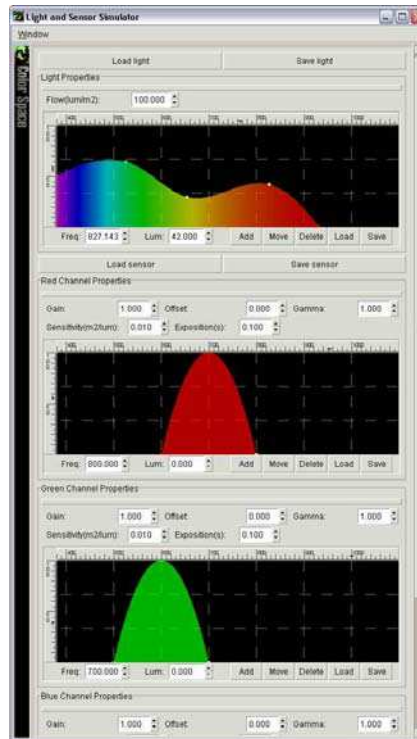 Light and Sensor Simulator
Window
Color Space
Load light Save light
Light Properties
Flow(lum/m2): 100.000
Freq: 827.143 Lum: 42.000 Add Move Delete Load Save
Load sensor Save sensor
Red Channel Properties
Gain: 1.000 Offset: 0.000 Gamma: 1.000
Sensitivity(m2/lum): 0.010 Exposition(s): 0.100
Freq: 800.000 Lum: 0.000 Add Move Delete Load Save
Green Channel Properties
Gain: 1.000 Offset: 0.000 Gamma: 1.000
Sensitivity(m2/lum): 0.010 Exposition(s): 0.100
Freq: 700.000 Lum: 0.000 Add Move Delete Load Save
Blue Channel Properties
Gain: 1.000 Offset: 0.000 Gamma: 1.000